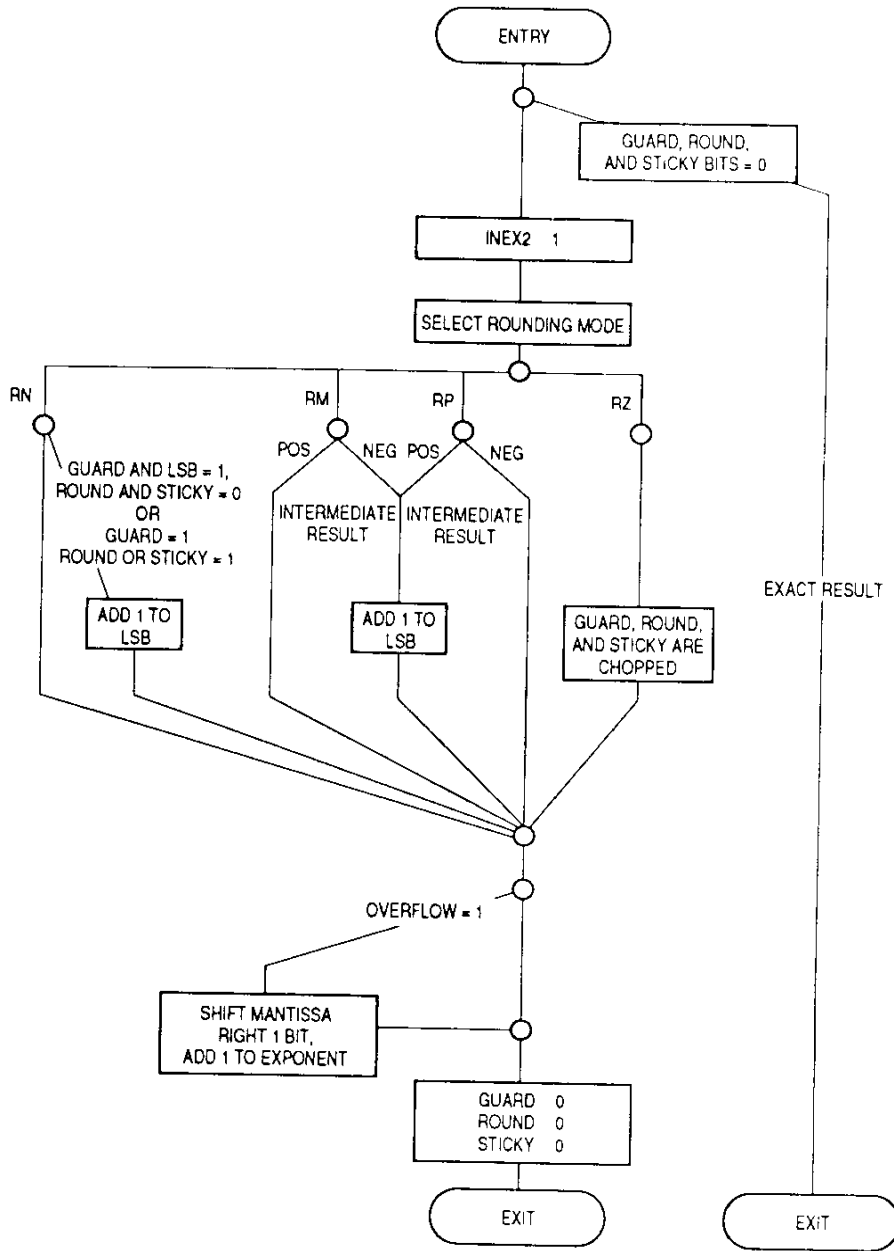 ENTRY
GUARD, ROUND,
AND STICKY BITS = 0
INEX2 1
SELECT ROUNDING MODE
RN
RM
RP
RZ
POS
NEG
POS
NEG
GUARD AND LSB = 1,
ROUND AND STICKY = 0
OR
GUARD = 1
ROUND OR STICKY = 1
INTERMEDIATE
RESULT
INTERMEDIATE
RESULT
ADD 1 TO
LSB
ADD 1 TO
LSB
GUARD, ROUND,
AND STICKY ARE
CHOPPED
EXACT RESULT
OVERFLOW = 1
SHIFT MANTISSA
RIGHT 1 BIT,
ADD 1 TO EXPONENT
GUARD 0
ROUND 0
STICKY 0
EXIT
EXIT